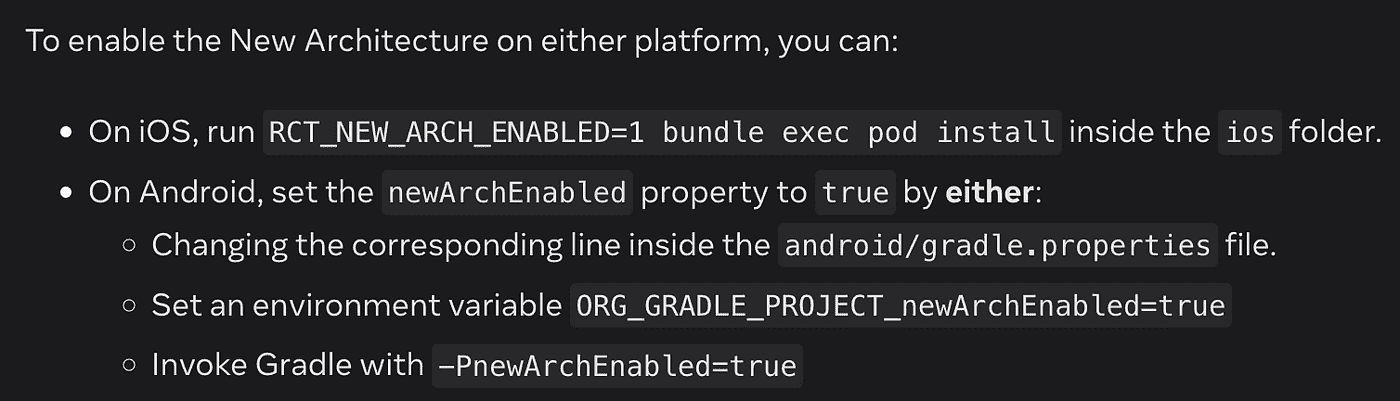 To enable the New Architecture on either platform, you can:
• On iOS, run RCT_NEW_ARCH_ENABLED=1 bundle exec pod install inside the ios folder.
• On Android, set the newArchEnabled property to true by either:
◦ Changing the corresponding line inside the android/gradle.properties file.
◦ Set an environment variable ORG_GRADLE_PROJECT_newArchEnabled=true
◦ Invoke Gradle with -PnewArchEnabled=true